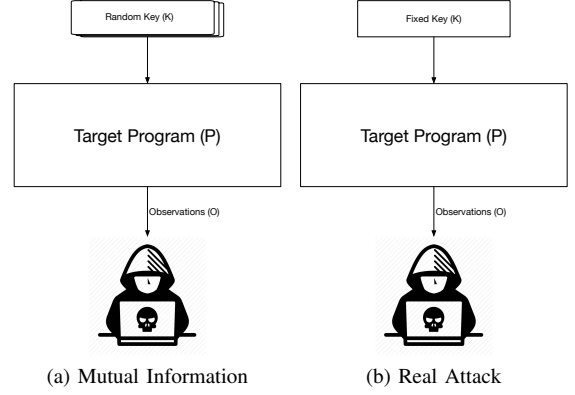 Random Key (K)
Fixed Key (K)
Target Program (P)
Target Program (P)
Observations (O)
Observations (O)
(a) Mutual Information
(b) Real Attack